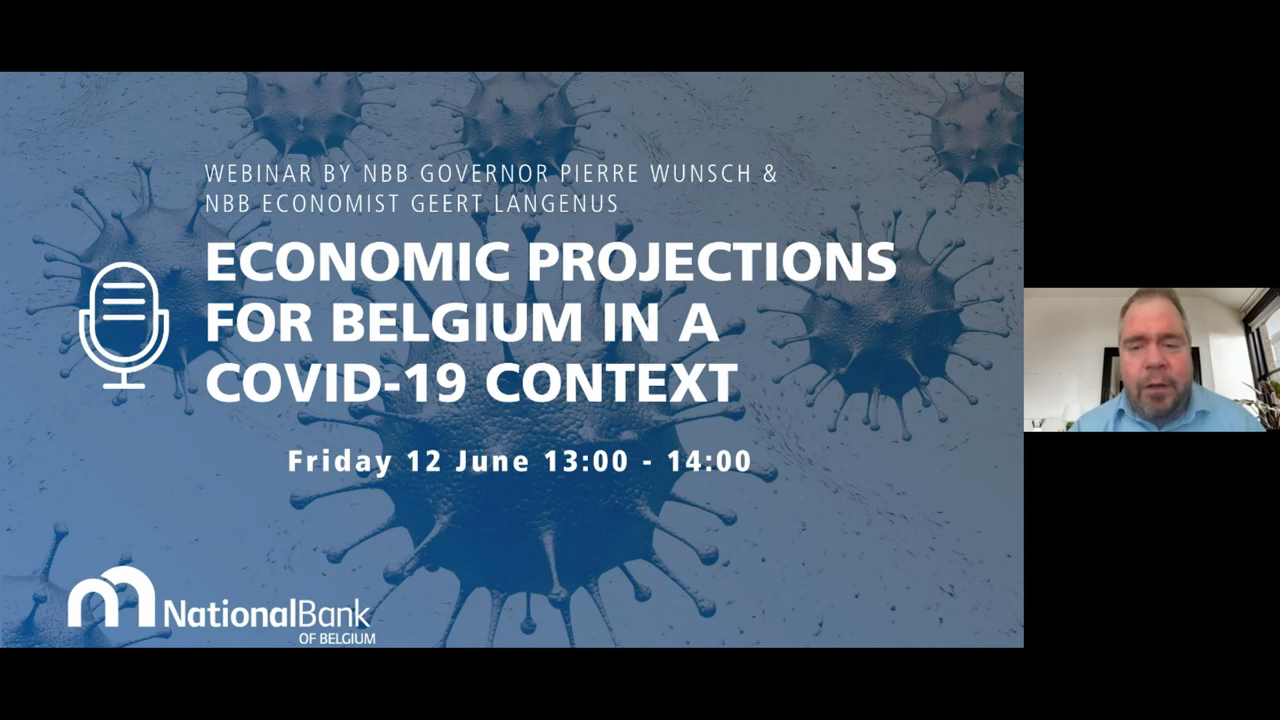 WEBINAR BY NBB GOVERNOR PIERRE WUNSCH &
NBB ECONOMIST GEERT LANGENUS
ECONOMIC PROJECTIONS
FOR BELGIUM IN A
COVID-19 CONTEXT
Friday 12 June 13:00 - 14:00
NationalBank
OF BELGIUM